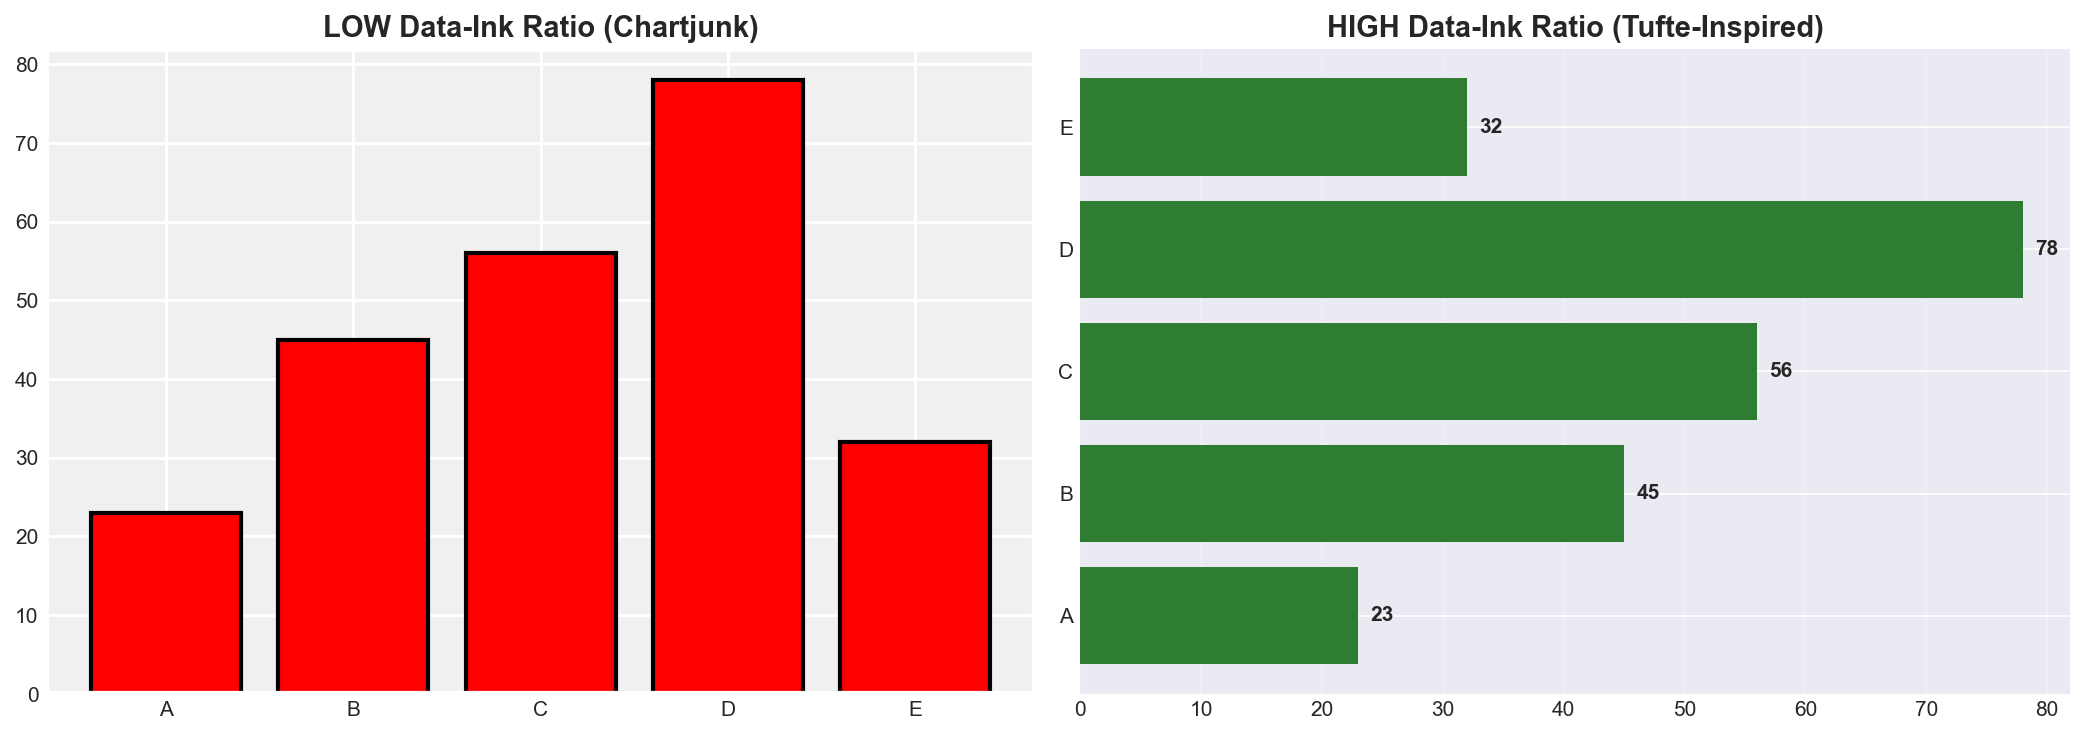 LOW Data-Ink Ratio (Chartjunk)
80
70
60
50
40
30
20
10
0
A B C D E
HIGH Data-Ink Ratio (Tufte-Inspired)
E 32
D 78
C 56
B 45
A 23
0 10 20 30 40 50 60 70 80